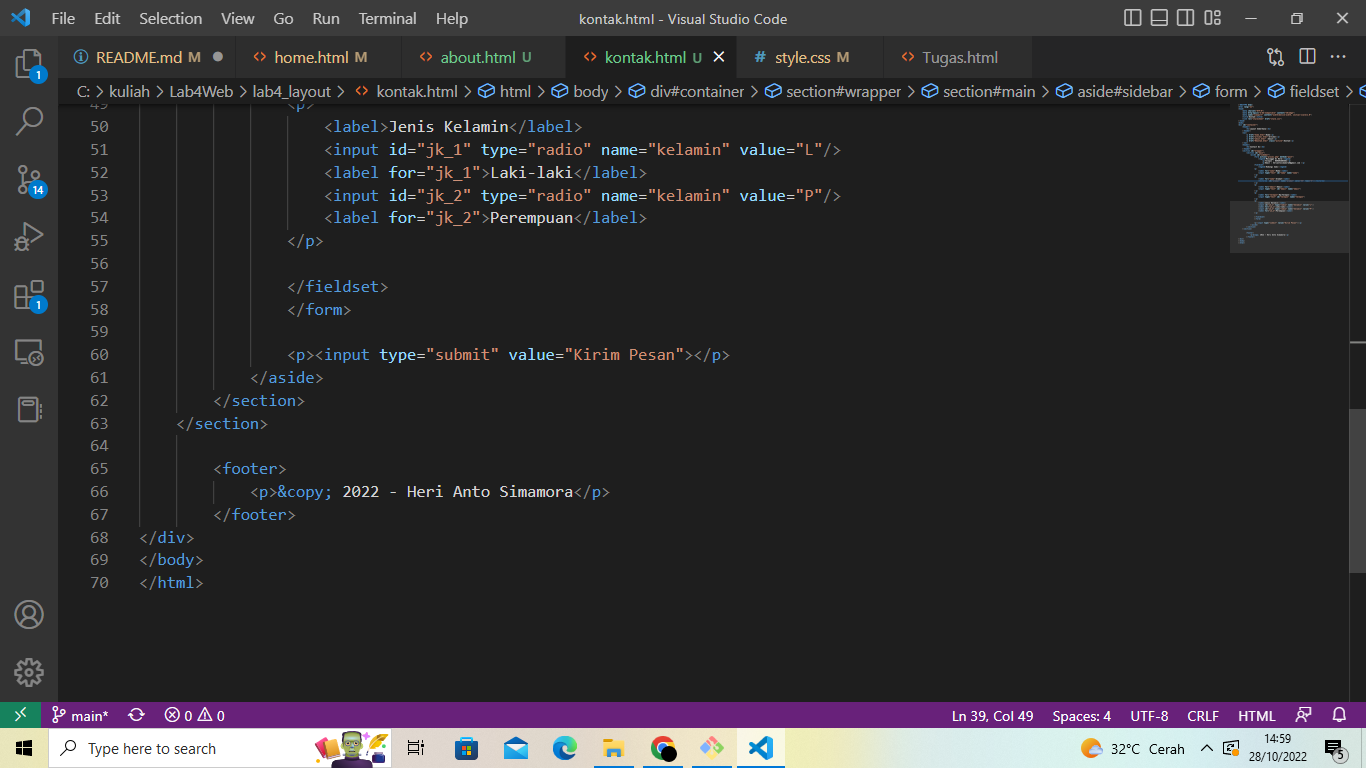 File Edit Selection View Go Run Terminal Help kontak.html - Visual Studio Code
README.md M home.html M about.html U kontak.html U style.css M Tugas.html
C: > kuliah > Lab4Web > lab4_layout > kontak.html > html > body > div#container > section#wrapper > section#main > aside#sidebar > form > fieldset >
49 <p>
50 <label>Jenis Kelamin</label>
51 <input id="jk_1" type="radio" name="kelamin" value="L"/>
52 <label for="jk_1">Laki-laki</label>
53 <input id="jk_2" type="radio" name="kelamin" value="P"/>
54 <label for="jk_2">Perempuan</label>
55 </p>
56
57 </fieldset>
58 </form>
59
60 <p><input type="submit" value="Kirim Pesan"></p>
61 </aside>
62 </section>
63 </section>
64
65 <footer>
66 <p>&copy; 2022 - Heri Anto Simamora</p>
67 </footer>
68 </div>
69 </body>
70 </html>
1
14
1
main* 0 0 Ln 39, Col 49 Spaces: 4 UTF-8 CRLF HTML
Type here to search 32°C Cerah 14:59
28/10/2022 5